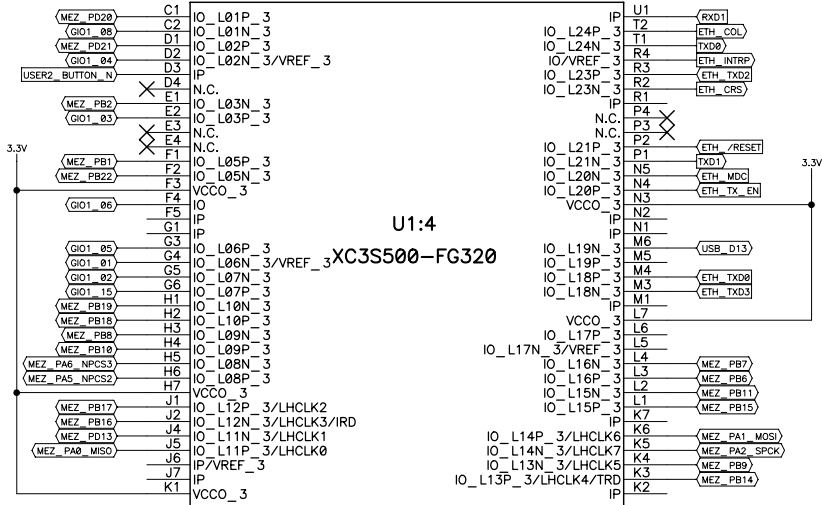 MEZ_PD20 C1 IO_L01P_3
GIO1_08 C2 IO_L01N_3
MEZ_PD21 D1 IO_L02P_3
GIO1_04 D2 IO_L02N_3/VREF_3
USER2_BUTTON_N D3 IP
D4 N.C.
MEZ_PB2 E1 IO_L03N_3
GIO1_03 E2 IO_L03P_3
E3 N.C.
E4 N.C.
3.3V
MEZ_PB1 F1 IO_L05P_3
MEZ_PB22 F2 IO_L05N_3
F3 VCCO_3
GIO1_06 F4 IO
F5 IP
G1 IP
GIO1_05 G3 IO_L06P_3
GIO1_01 G4 IO_L06N_3/VREF_3
GIO1_02 G5 IO_L07N_3
GIO1_15 G6 IO_L07P_3
MEZ_PB19 H1 IO_L10N_3
MEZ_PB18 H2 IO_L10P_3
MEZ_PB8 H3 IO_L09N_3
MEZ_PB10 H4 IO_L09P_3
MEZ_PA6_NPCS3 H5 IO_L08N_3
MEZ_PA5_NPCS2 H6 IO_L08P_3
H7 VCCO_3
MEZ_PB17 J1 IO_L12P_3/LHCLK2
MEZ_PB16 J2 IO_L12N_3/LHCLK3/IRD
MEZ_PD13 J4 IO_L11N_3/LHCLK1
MEZ_PA0_MISO J5 IO_L11P_3/LHCLK0
J6 IP/VREF_3
J7 IP
K1 VCCO_3
U1:4
XC3S500-FG320
IP U1 RXD1
IO_L24P_3 T2 ETH_COL
IO_L24N_3 T1 TXD0
IO/VREF_3 R4 ETH_INTRP
IO_L23P_3 R3 ETH_TXD2
IO_L23N_3 R2 ETH_CRS
IP R1
N.C. P4
N.C. P3
IO_L21P_3 P2 ETH_/RESET
IO_L21N_3 P1 TXD1
3.3V
IO_L20N_3 N5 ETH_MDC
IO_L20P_3 N4 ETH_TX_EN
VCCO_3 N3
IP N2
IP N1
IO_L19N_3 M6 USB_D13
IO_L19P_3 M5
IO_L18P_3 M4 ETH_TXD0
IO_L18N_3 M3 ETH_TXD3
IP M1
VCCO_3 L7
IO_L17P_3 L6
IO_L17N_3/VREF_3 L5
IO_L16N_3 L4 MEZ_PB7
IO_L16P_3 L3 MEZ_PB6
IO_L15N_3 L2 MEZ_PB11
IO_L15P_3 L1 MEZ_PB15
IP K7
IO_L14P_3/LHCLK6 K6 MEZ_PA1_MOSI
IO_L14N_3/LHCLK7 K5 MEZ_PA2_SPCK
IO_L13N_3/LHCLK5 K4 MEZ_PB9
IO_L13P_3/LHCLK4/TRD K3 MEZ_PB14
IP K2